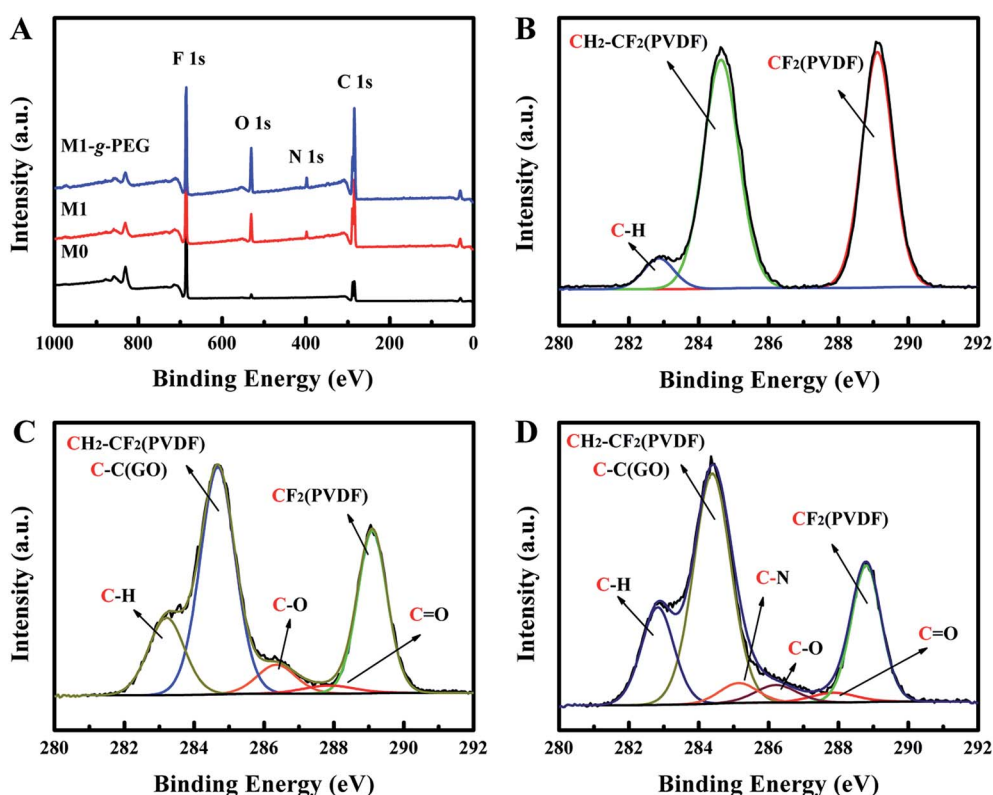 A
F 1s
C 1s
O 1s
N 1s
M1-g-PEG
M1
M0
Intensity (a.u.)
1000 800 600 400 200 0
Binding Energy (eV)
B
CH2-CF2(PVDF)
CF2(PVDF)
C-H
Intensity (a.u.)
280 282 284 286 288 290 292
Binding Energy (eV)
C
CH2-CF2(PVDF)
C-C(GO)
CF2(PVDF)
C-H
C-O
C=O
Intensity (a.u.)
280 282 284 286 288 290 292
Binding Energy (eV)
D
CH2-CF2(PVDF)
C-C(GO)
CF2(PVDF)
C-N
C-H
C-O
C=O
Intensity (a.u.)
280 282 284 286 288 290 292
Binding Energy (eV)